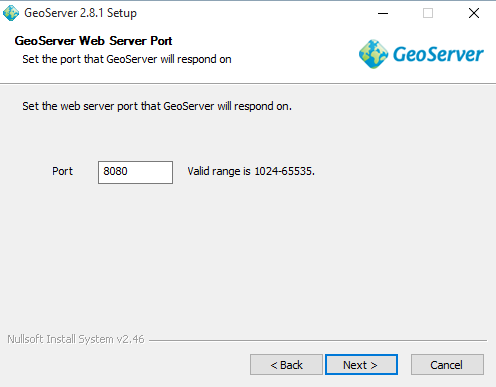 GeoServer 2.8.1 Setup
GeoServer Web Server Port
Set the port that GeoServer will respond on
GeoServer
Set the web server port that GeoServer will respond on.
Port 8080 Valid range is 1024-65535.
Nullsoft Install System v2.46
< Back Next > Cancel